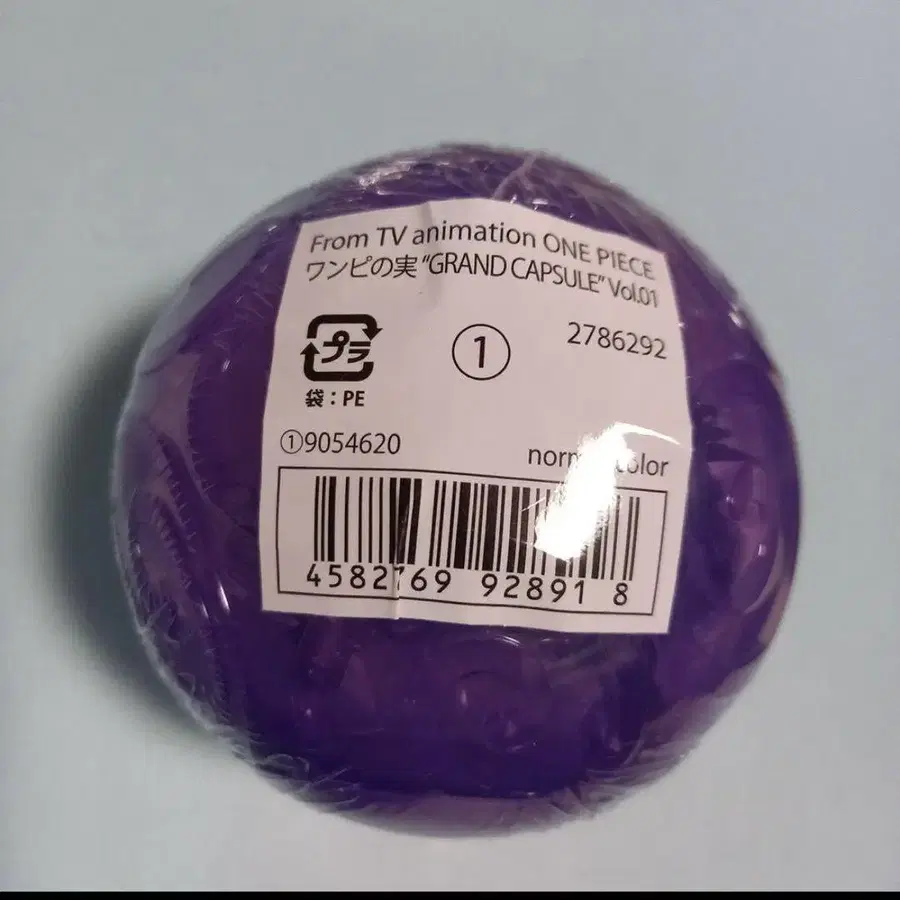 From TV animation ONE PIECE
ワンピの実 “GRAND CAPSULE” Vol.01
プラ
① 2786292
袋：PE
①9054620
color
4582769 92891 8